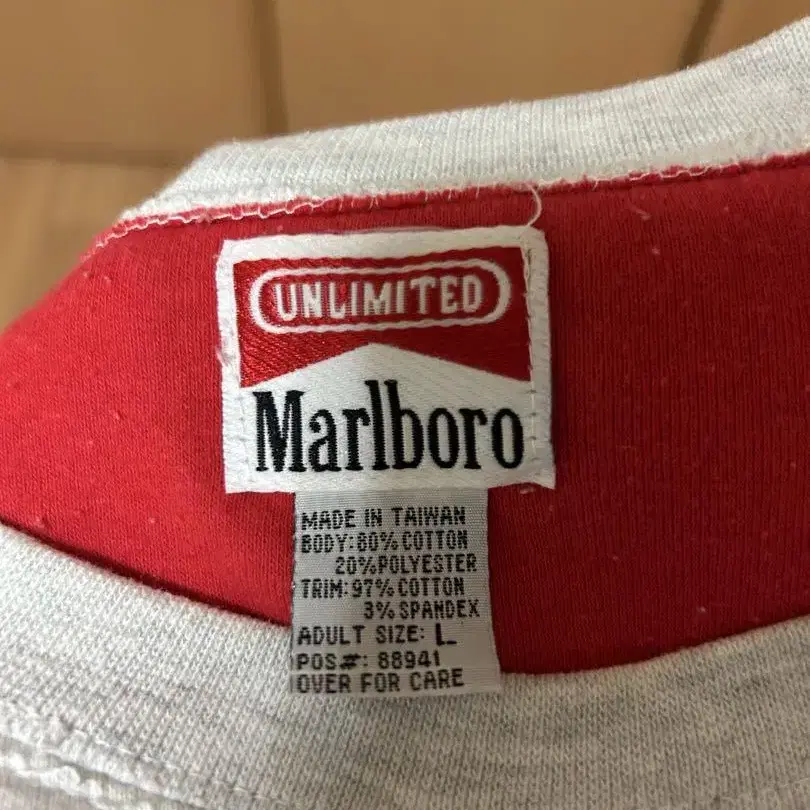 UNLIMITED
Marlboro
MADE IN TAIWAN
BODY:80% COTTON
20% POLYESTER
TRIM:97% COTTON
3% SPANDEX
ADULT SIZE: L
POS#: 88941
OVER FOR CARE